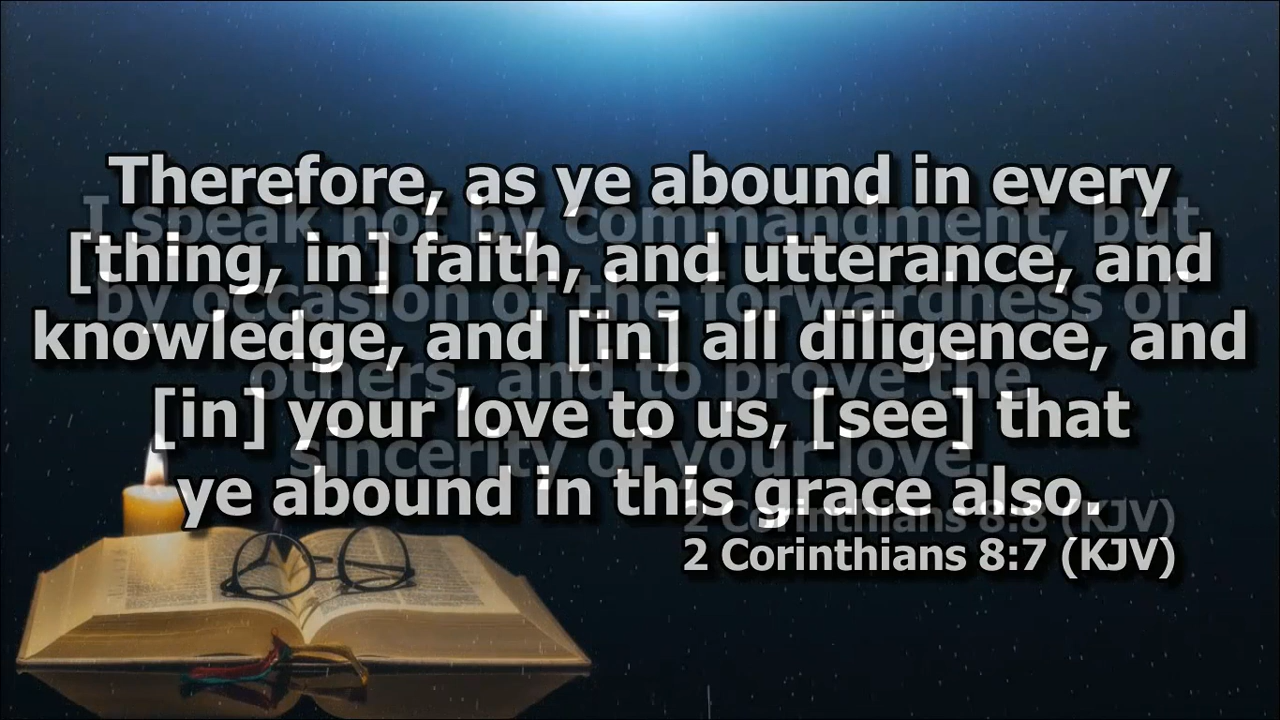 Therefore, as ye abound in every
[thing, in] faith, and utterance, and
knowledge, and [in] all diligence, and
[in] your love to us, [see] that
ye abound in this grace also.
2 Corinthians 8:7 (KJV)
I speak not by commandment, but
by occasion of the forwardness of
others, and to prove the
sincerity of your love.
2 Corinthians 8:8 (KJV)